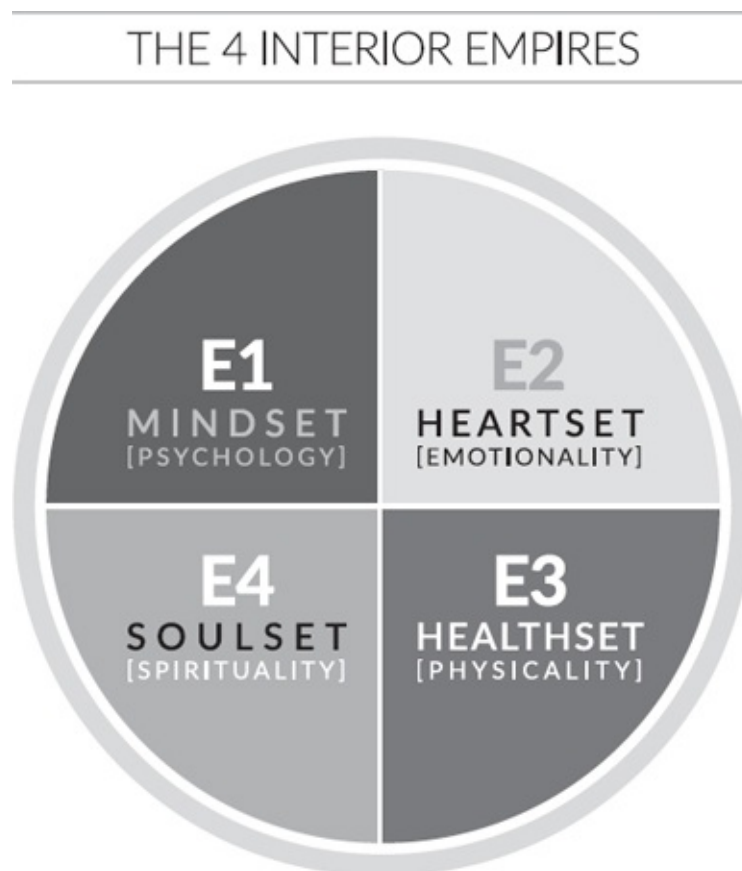 THE 4 INTERIOR EMPIRES
E1
MINDSET
[PSYCHOLOGY]
E2
HEARTSET
[EMOTIONALITY]
E4
SOULSET
[SPIRITUALITY]
E3
HEALTHSET
[PHYSICALITY]